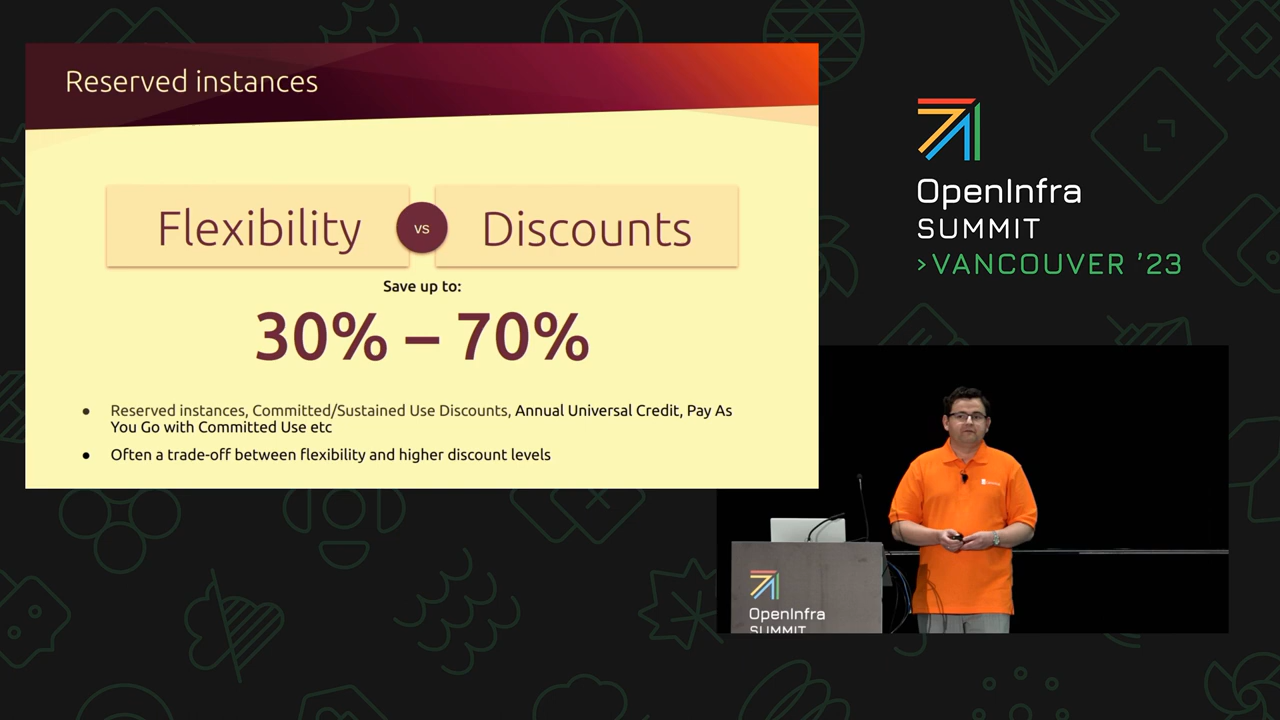 Reserved instances
Flexibility
vs
Discounts
Save up to:
30% – 70%
● Reserved instances, Committed/Sustained Use Discounts, Annual Universal Credit, Pay As
You Go with Committed Use etc
● Often a trade-off between flexibility and higher discount levels
OpenInfra
SUMMIT
>VANCOUVER '23
OpenInfra
SUMMIT